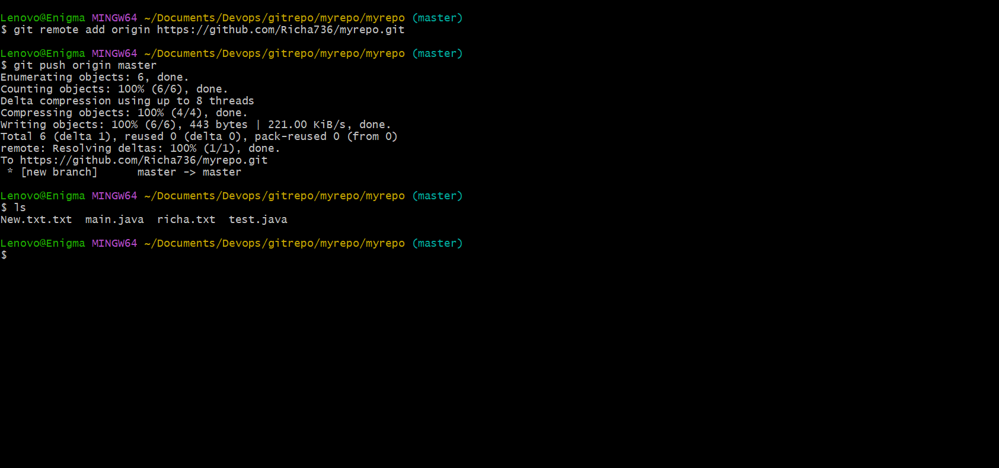 Lenovo@Enigma MINGW64 ~/Documents/Devops/gitrepo/myrepo/myrepo (master)
$ git remote add origin https://github.com/Richa736/myrepo.git
Lenovo@Enigma MINGW64 ~/Documents/Devops/gitrepo/myrepo/myrepo (master)
$ git push origin master
Enumerating objects: 6, done.
Counting objects: 100% (6/6), done.
Delta compression using up to 8 threads
Compressing objects: 100% (4/4), done.
Writing objects: 100% (6/6), 443 bytes | 221.00 KiB/s, done.
Total 6 (delta 1), reused 0 (delta 0), pack-reused 0 (from 0)
remote: Resolving deltas: 100% (1/1), done.
To https://github.com/Richa736/myrepo.git
 * [new branch]      master -> master
Lenovo@Enigma MINGW64 ~/Documents/Devops/gitrepo/myrepo/myrepo (master)
$ ls
New.txt.txt  main.java  richa.txt  test.java
Lenovo@Enigma MINGW64 ~/Documents/Devops/gitrepo/myrepo/myrepo (master)
$